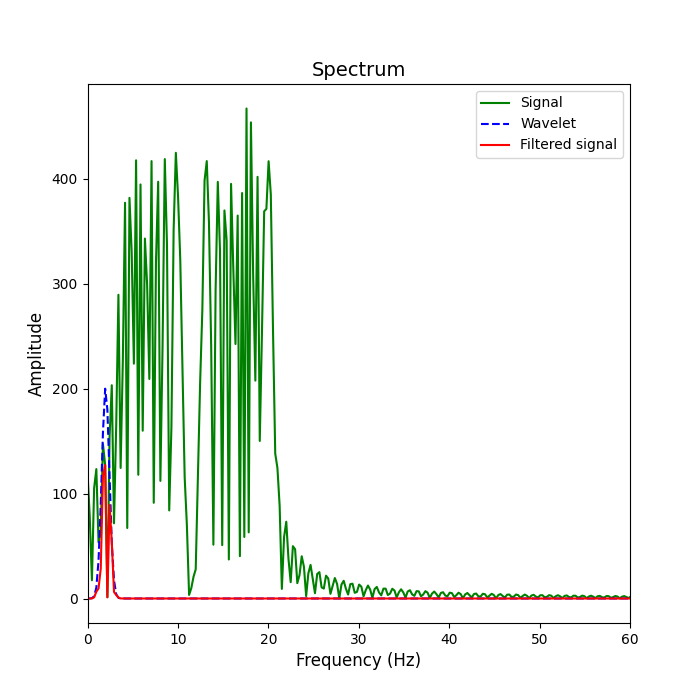 Spectrum
Signal
Wavelet
Filtered signal
400
300
200
100
0
Amplitude
0 10 20 30 40 50 60
Frequency (Hz)